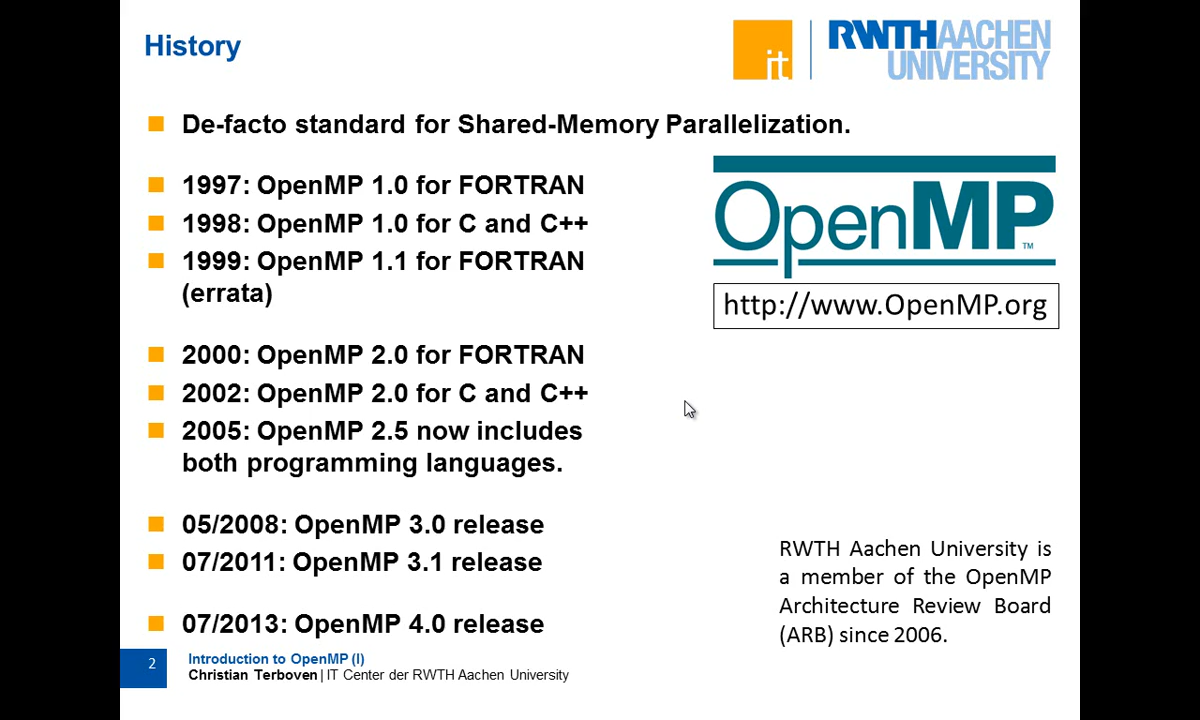 History
it
RWTHAACHEN
UNIVERSITY
De-facto standard for Shared-Memory Parallelization.
1997: OpenMP 1.0 for FORTRAN
1998: OpenMP 1.0 for C and C++
1999: OpenMP 1.1 for FORTRAN
(errata)
OpenMP™
http://www.OpenMP.org
2000: OpenMP 2.0 for FORTRAN
2002: OpenMP 2.0 for C and C++
2005: OpenMP 2.5 now includes
both programming languages.
05/2008: OpenMP 3.0 release
07/2011: OpenMP 3.1 release
07/2013: OpenMP 4.0 release
RWTH Aachen University is
a member of the OpenMP
Architecture Review Board
(ARB) since 2006.
2
Introduction to OpenMP (I)
Christian Terboven | IT Center der RWTH Aachen University